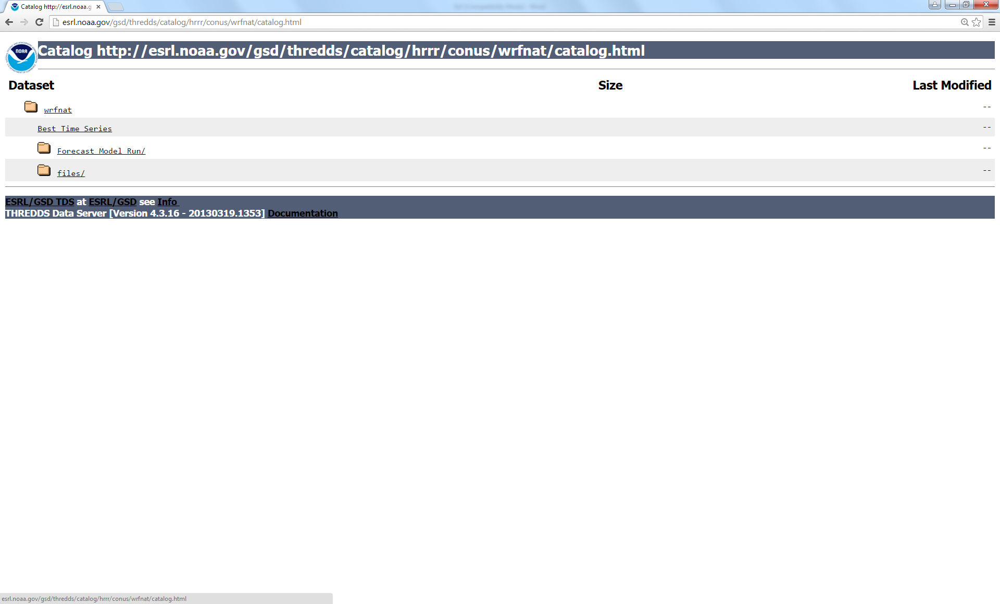 Catalog http://esrl.noaa.g
esrl.noaa.gov/gsd/thredds/catalog/hrrr/conus/wrfnat/catalog.html
NOAA
Catalog http://esrl.noaa.gov/gsd/thredds/catalog/hrrr/conus/wrfnat/catalog.html
Dataset Size Last Modified
wrfnat --
Best Time Series --
Forecast Model Run/ --
files/ --
ESRL/GSD TDS at ESRL/GSD see Info
THREDDS Data Server [Version 4.3.16 - 20130319.1353] Documentation
esrl.noaa.gov/gsd/thredds/catalog/hrrr/conus/wrfnat/catalog.html